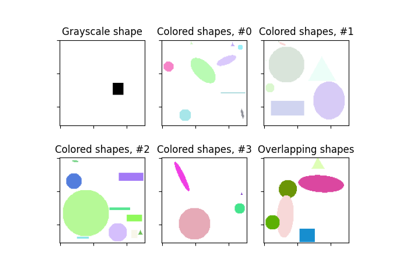 Grayscale shape
Colored shapes, #0
Colored shapes, #1
Colored shapes, #2
Colored shapes, #3
Overlapping shapes